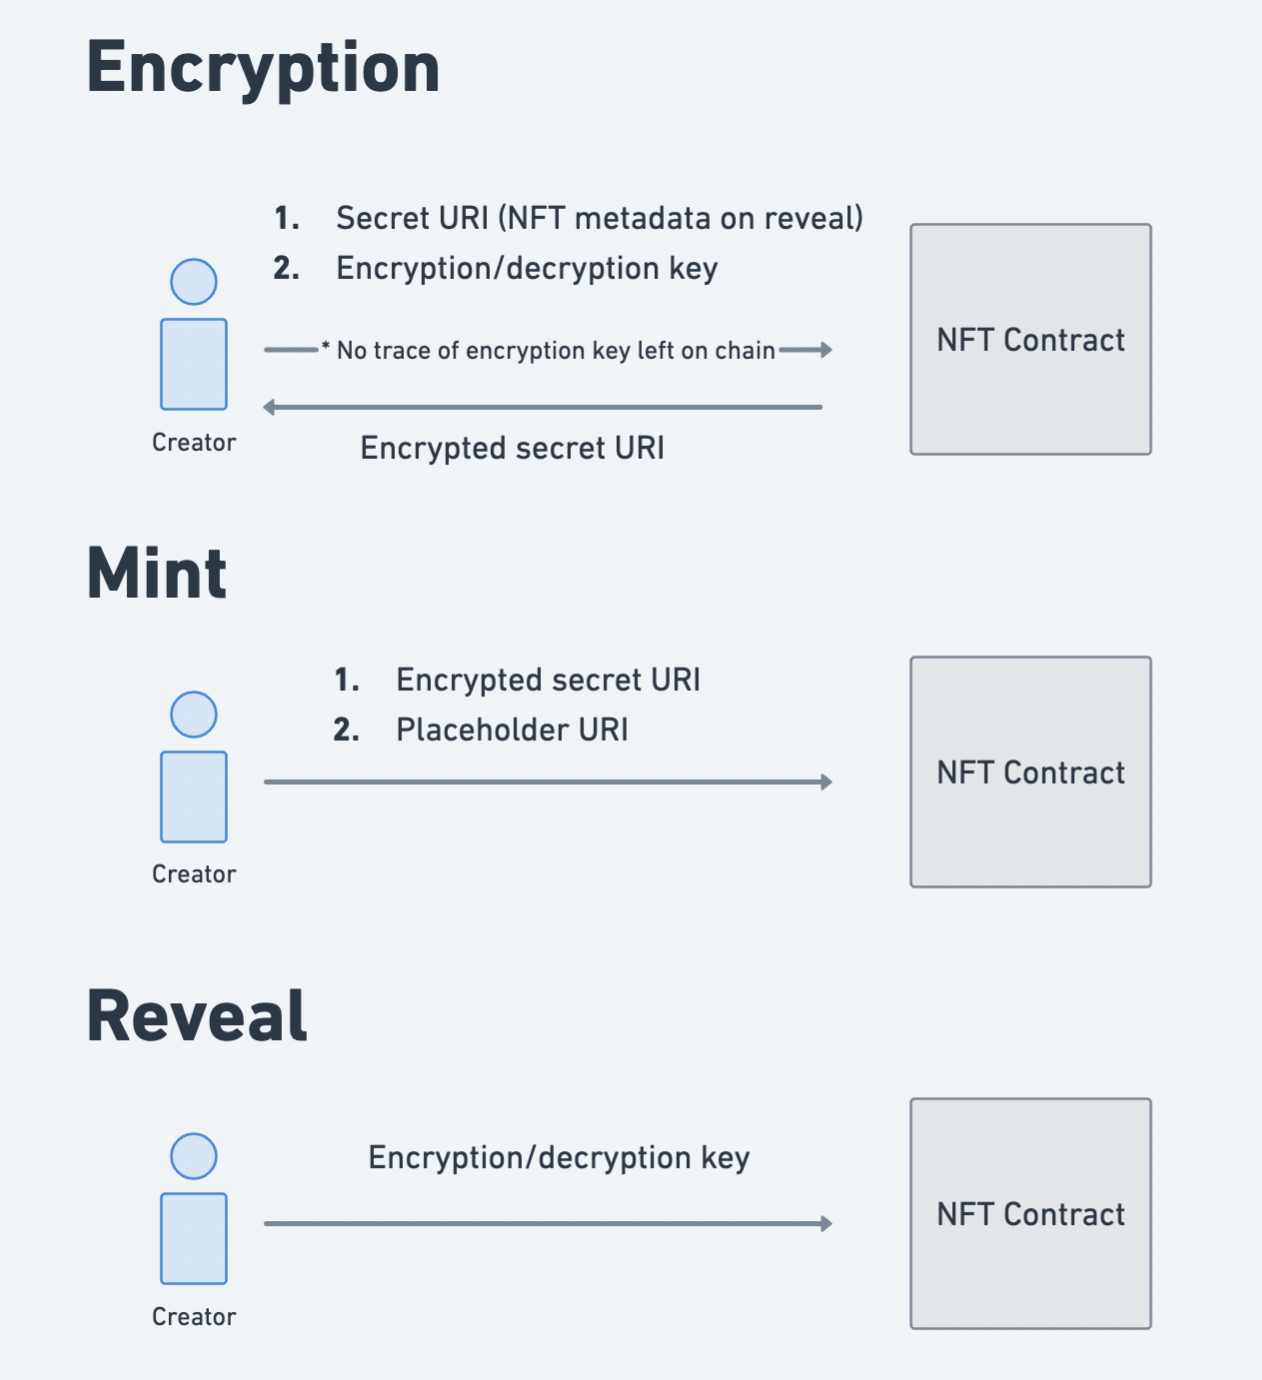 Encryption
1. Secret URI (NFT metadata on reveal)
2. Encryption/decryption key
* No trace of encryption key left on chain
NFT Contract
Creator
Encrypted secret URI
Mint
1. Encrypted secret URI
2. Placeholder URI
NFT Contract
Creator
Reveal
Encryption/decryption key
NFT Contract
Creator